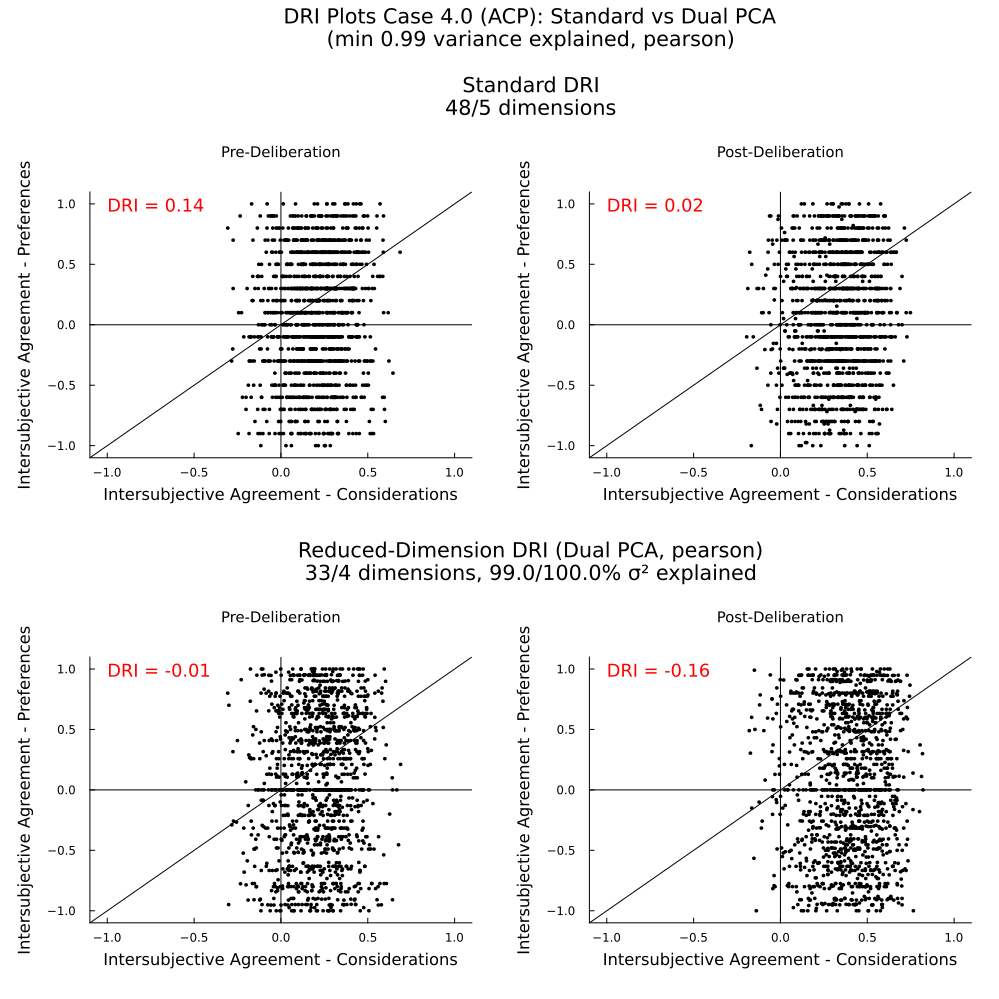 DRI Plots Case 4.0 (ACP): Standard vs Dual PCA
(min 0.99 variance explained, pearson)
Standard DRI
48/5 dimensions
Pre-Deliberation
DRI = 0.14
Intersubjective Agreement - Preferences
1.0
0.5
0.0
−0.5
−1.0
−1.0 −0.5 0.0 0.5 1.0
Intersubjective Agreement - Considerations
Post-Deliberation
DRI = 0.02
Intersubjective Agreement - Preferences
1.0
0.5
0.0
−0.5
−1.0
−1.0 −0.5 0.0 0.5 1.0
Intersubjective Agreement - Considerations
Reduced-Dimension DRI (Dual PCA, pearson)
33/4 dimensions, 99.0/100.0% σ² explained
Pre-Deliberation
DRI = -0.01
Intersubjective Agreement - Preferences
1.0
0.5
0.0
−0.5
−1.0
−1.0 −0.5 0.0 0.5 1.0
Intersubjective Agreement - Considerations
Post-Deliberation
DRI = -0.16
Intersubjective Agreement - Preferences
1.0
0.5
0.0
−0.5
−1.0
−1.0 −0.5 0.0 0.5 1.0
Intersubjective Agreement - Considerations